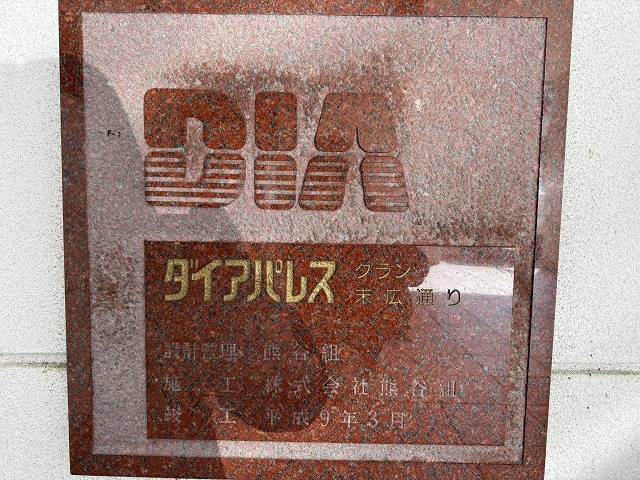 DIA
ダイアパレス
クラン
末広通り
設計監理 熊谷組
施工 株式会社熊谷組
竣工 平成9年3月